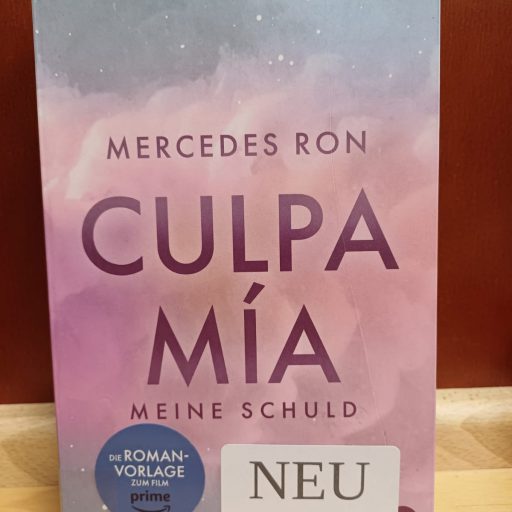 MERCEDES RON
CULPA
MÍA
MEINE SCHULD
DIE ROMAN-
VORLAGE
ZUM FILM
prime
NEU